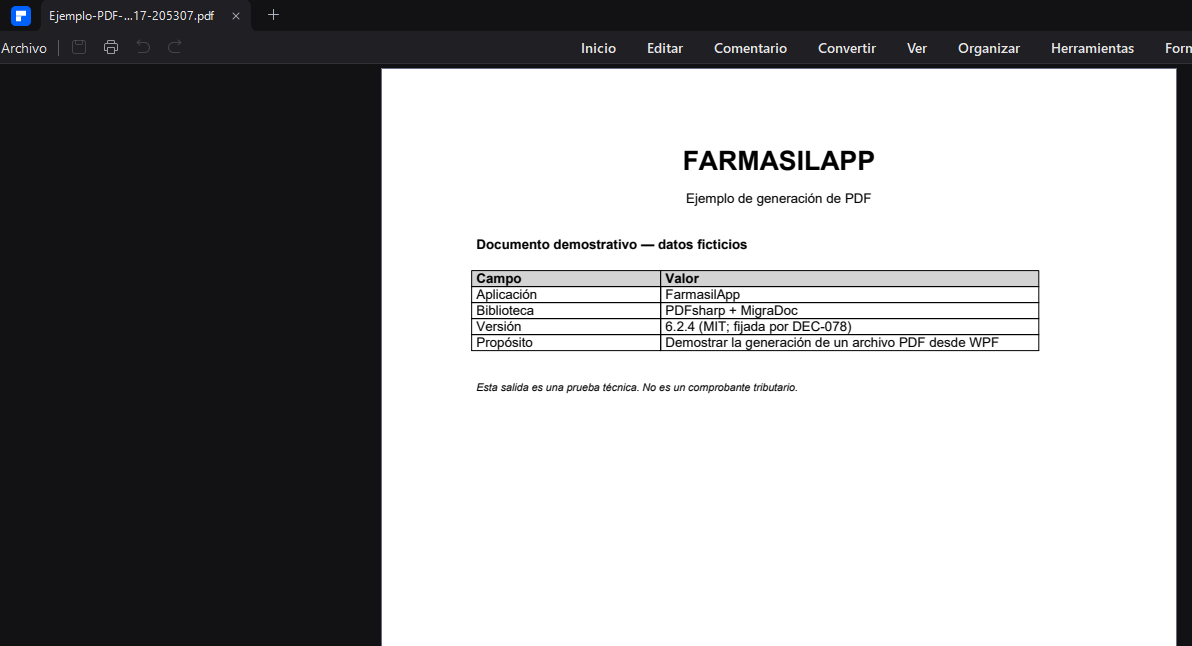 Ejemplo-PDF-...17-205307.pdf
Archivo
Inicio Editar Comentario Convertir Ver Organizar Herramientas Form
FARMASILAPP
Ejemplo de generación de PDF
Documento demostrativo — datos ficticios
Campo Valor
Aplicación FarmasilApp
Biblioteca PDFsharp + MigraDoc
Versión 6.2.4 (MIT; fijada por DEC-078)
Propósito Demostrar la generación de un archivo PDF desde WPF
Esta salida es una prueba técnica. No es un comprobante tributario.